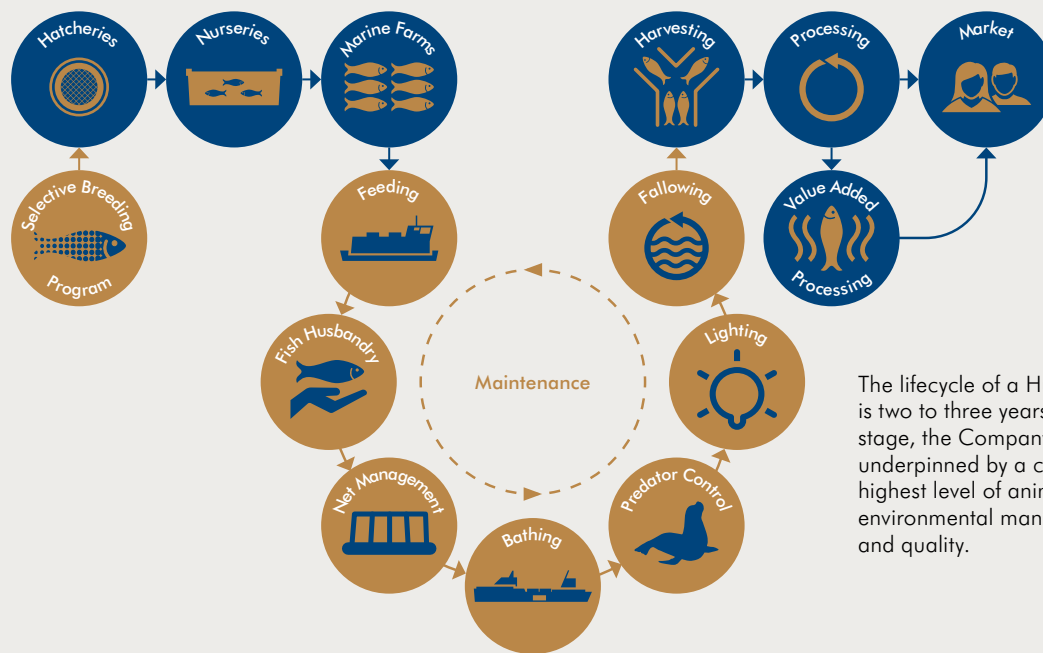 Hatcheries
Nurseries
Marine Farms
Harvesting
Processing
Market
Selective Breeding
Program
Feeding
Fallowing
Value Added
Processing
Fish Husbandry
Maintenance
Lighting
Net Management
Bathing
Predator Control
The lifecycle of a H
is two to three years
stage, the Company
underpinned by a c
highest level of anim
environmental man
and quality.